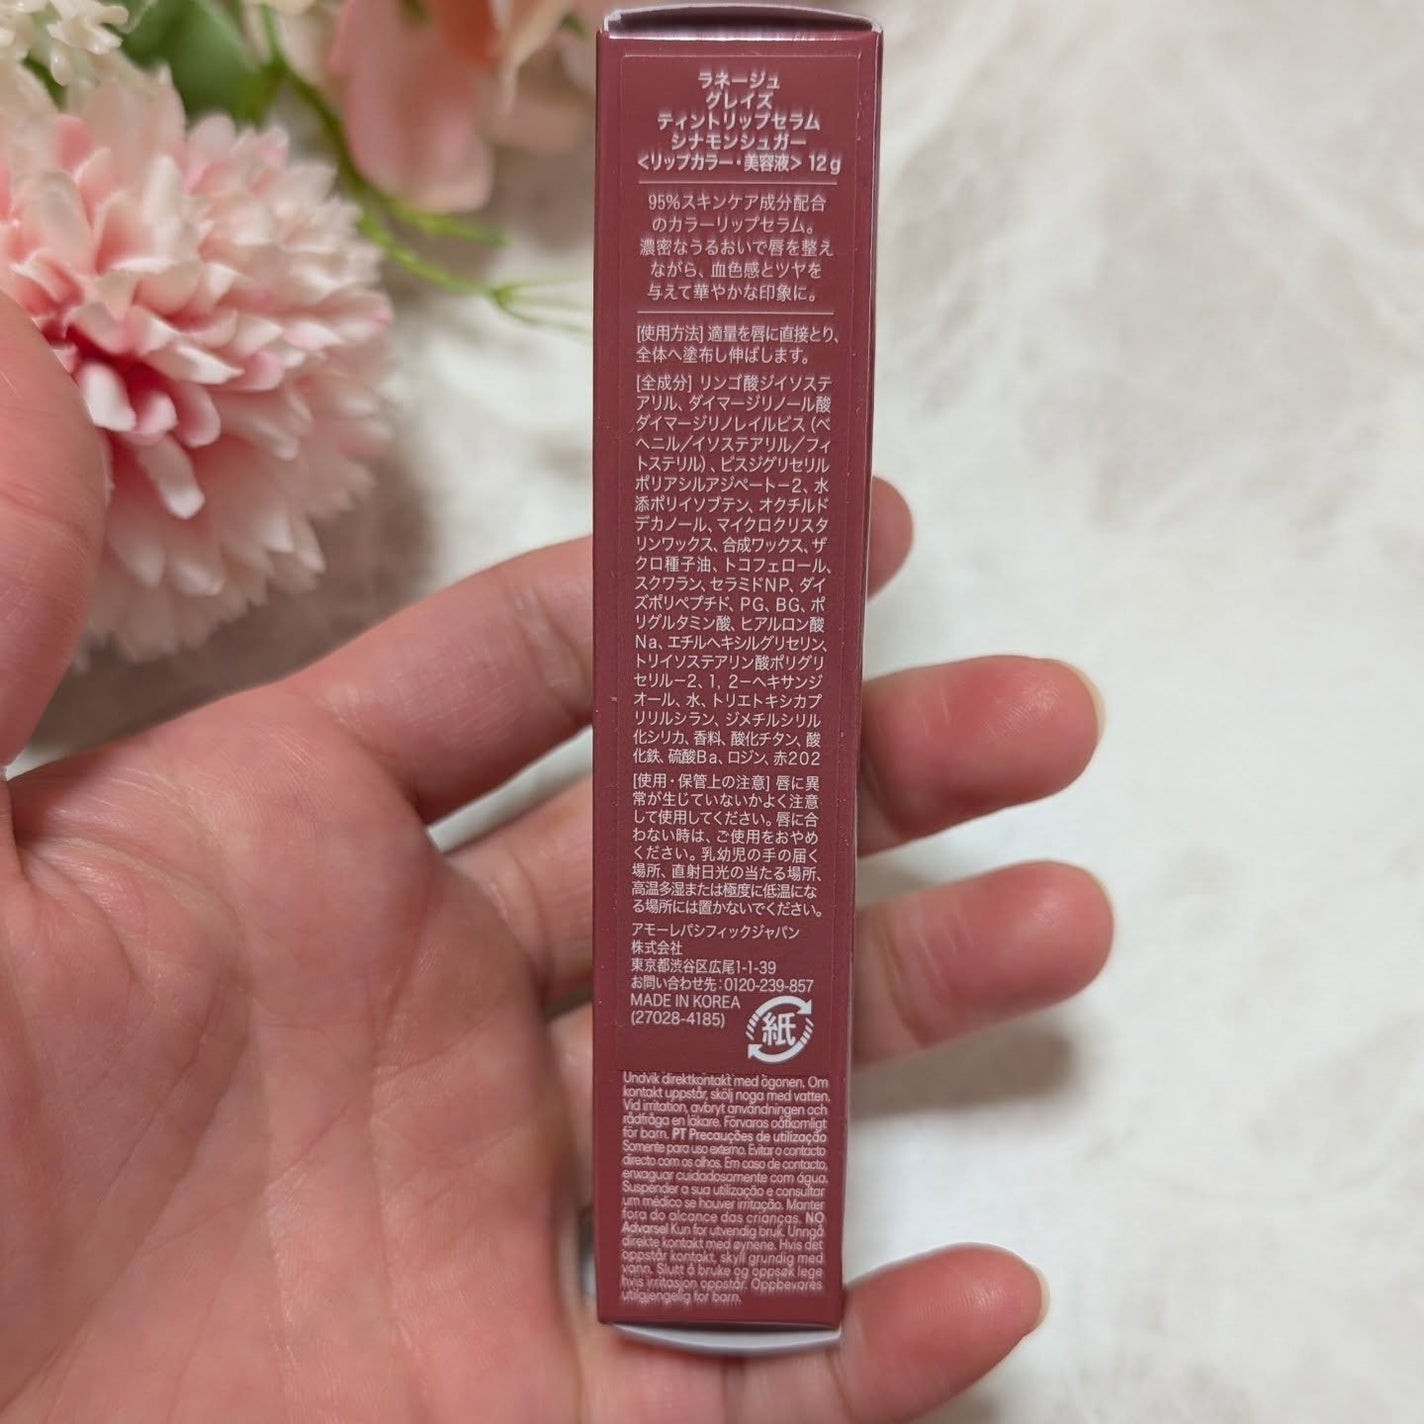 ラネージュ
グレイズ
ティントリップセラム
シナモンシュガー
<リップカラー・美容液> 12g
95%スキンケア成分配合
のカラーリップセラム。
濃密なうるおいで唇を整え
ながら、血色感とツヤを
与えて華やかな印象に。
[使用方法] 適量を唇に直接とり、
全体へ塗布し伸ばします。
[全成分] リンゴ酸ジイソステ
アリル、ダイマージリノール酸
ダイマージリノレイルビス(ベ
ヘニル/イソステアリル/フィ
トステリル)、ビスジグリセリル
ポリアシルアジペート-2、水
添ポリイソブテン、オクチルド
デカノール、マイクロクリスタ
リンワックス、合成ワックス、ザ
クロ種子油、トコフェロール、
スクワラン、セラミドNP、ダイ
ズポリペプチド、PG、BG、ポ
リグルタミン酸、ヒアルロン酸
Na、エチルヘキシルグリセリン、
トリイソステアリン酸ポリグリ
セリル-2、1, 2-ヘキサンジ
オール、水、トリエトキシカプ
リリルシラン、ジメチルシリル
化シリカ、香料、酸化チタン、酸
化鉄、硫酸Ba、ロジン、赤202
[使用・保管上の注意] 唇に異
常が生じていないかよく注意
して使用してください。唇に合
わない時は、ご使用をおやめ
ください。乳幼児の手の届く
場所、直射日光の当たる場所、
高温多湿または極度に低温にな
る場所には置かないでください。
アモーレパシフィックジャパン
株式会社
東京都渋谷区広尾1-1-39
お問い合わせ先：0120-239-857
MADE IN KOREA
(27028-4185)
紙
Undvik direktkontakt med ögonen. Om
kontakt uppstår, skölj noga med vatten.
Vid irritation, avbryt användningen och
rådfråga en läkare. Förvaras oåtkomligt
för barn. PT Precauções de utilização
Somente para uso externo. Evitar o contacto
directo com os olhos. Em caso de contacto,
enxaguar cuidadosamente com água.
Suspender a sua utilização e consultar
um médico se houver irritação. Manter
fora do alcance das crianças. NO
Advarsel Kun for utvendig bruk. Unngå
direkte kontakt med øynene. Hvis det
oppstår kontakt, skyll grundig med
vann. Slutt å bruke og oppsøk lege
hvis irritasjon oppstår. Oppbevares
utilgjengelig for barn.